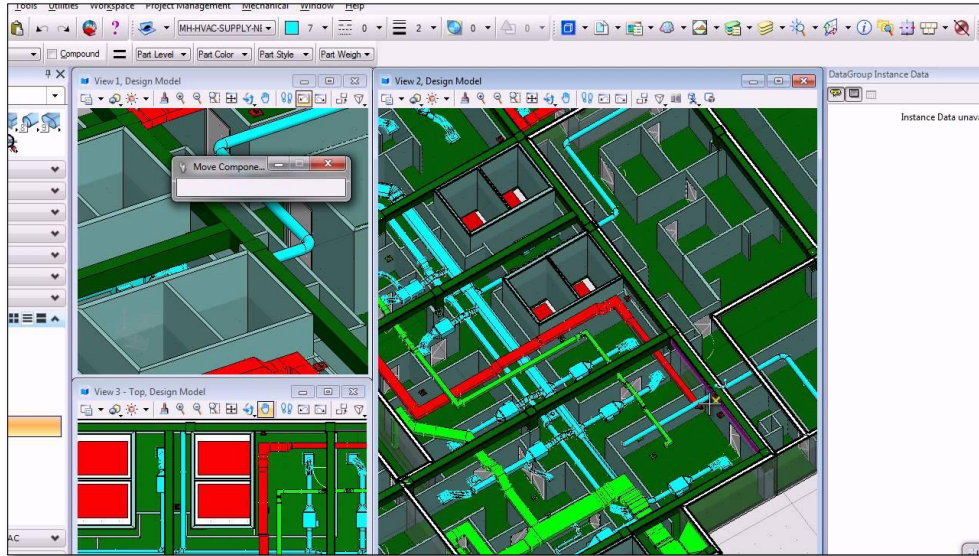 Tools Utilities Workspace Project Management Mechanical Window Help
MH-HVAC-SUPPLY-NE 7 0 2 0 0
Compound Part Level Part Color Part Style Part Weigh
View 1, Design Model
View 2, Design Model
DataGroup Instance Data
Instance Data unava
Move Compone...
View 3 - Top, Design Model
AC